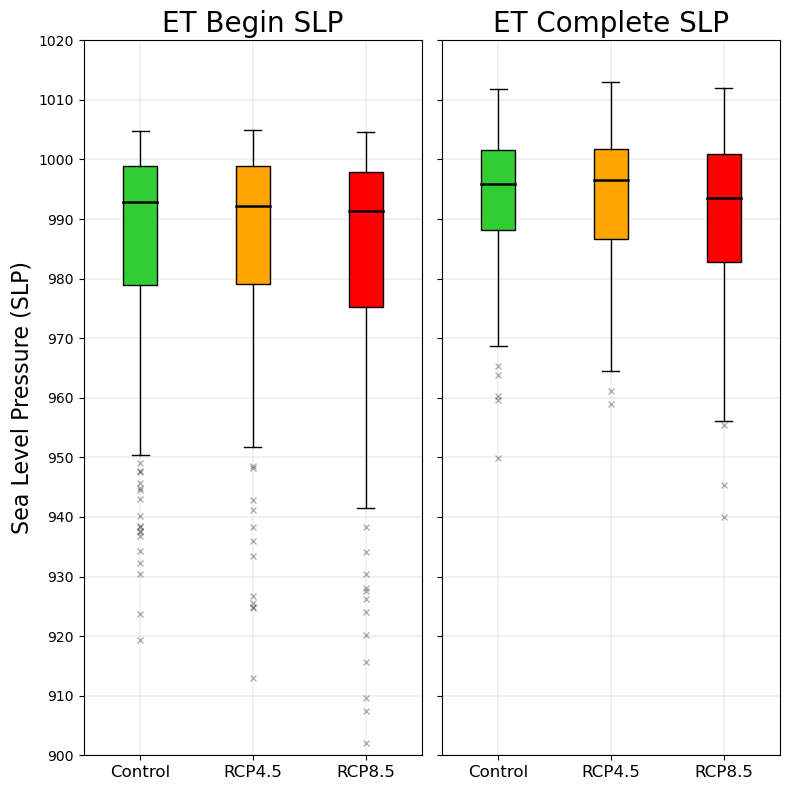 ET Begin SLP
ET Complete SLP
Sea Level Pressure (SLP)
1020
1010
1000
990
980
970
960
950
940
930
920
910
900
Control RCP4.5 RCP8.5
Control RCP4.5 RCP8.5